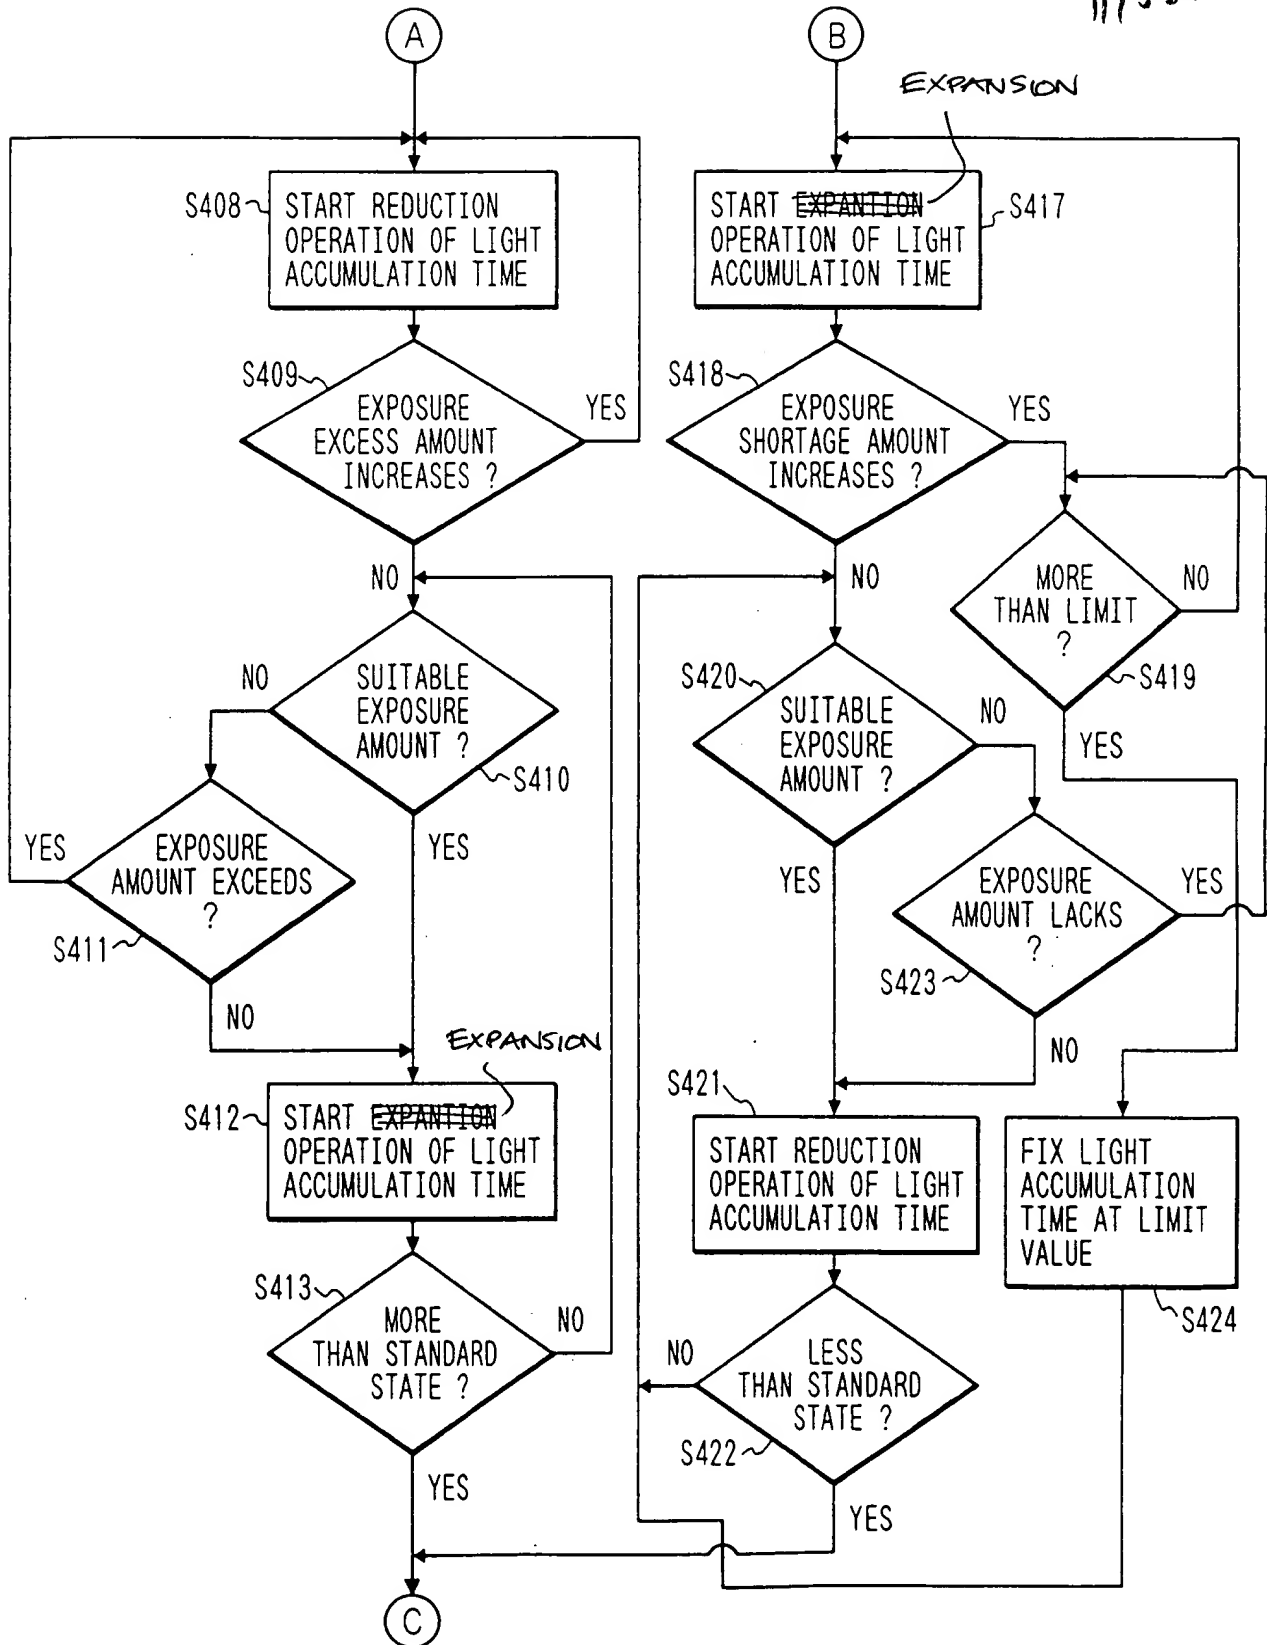 A
B
EXPANSION
S408
START REDUCTION
OPERATION OF LIGHT
ACCUMULATION TIME
START EXPANTION
OPERATION OF LIGHT
ACCUMULATION TIME
S417
S409
EXPOSURE
EXCESS AMOUNT
INCREASES ?
YES
S418
EXPOSURE
SHORTAGE AMOUNT
INCREASES ?
YES
NO
NO
MORE
THAN LIMIT
?
NO
S419
YES
NO
SUITABLE
EXPOSURE
AMOUNT ?
S410
YES
S420
SUITABLE
EXPOSURE
AMOUNT ?
NO
YES
YES
EXPOSURE
AMOUNT EXCEEDS
?
S411
NO
EXPOSURE
AMOUNT LACKS
?
YES
S423
NO
EXPANSION
S412
START EXPANTION
OPERATION OF LIGHT
ACCUMULATION TIME
S421
START REDUCTION
OPERATION OF LIGHT
ACCUMULATION TIME
FIX LIGHT
ACCUMULATION
TIME AT LIMIT
VALUE
S424
S413
MORE
THAN STANDARD
STATE ?
NO
YES
NO
LESS
THAN STANDARD
STATE ?
S422
YES
C